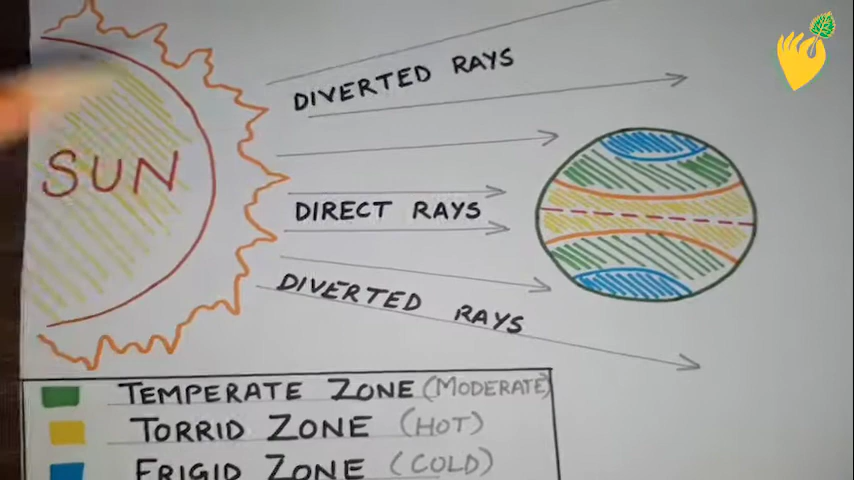 DIVERTED RAYS
SUN
DIRECT RAYS
DIVERTED RAYS
TEMPERATE ZONE (MODERATE)
TORRID ZONE (HOT)
FRIGID ZONE (COLD)